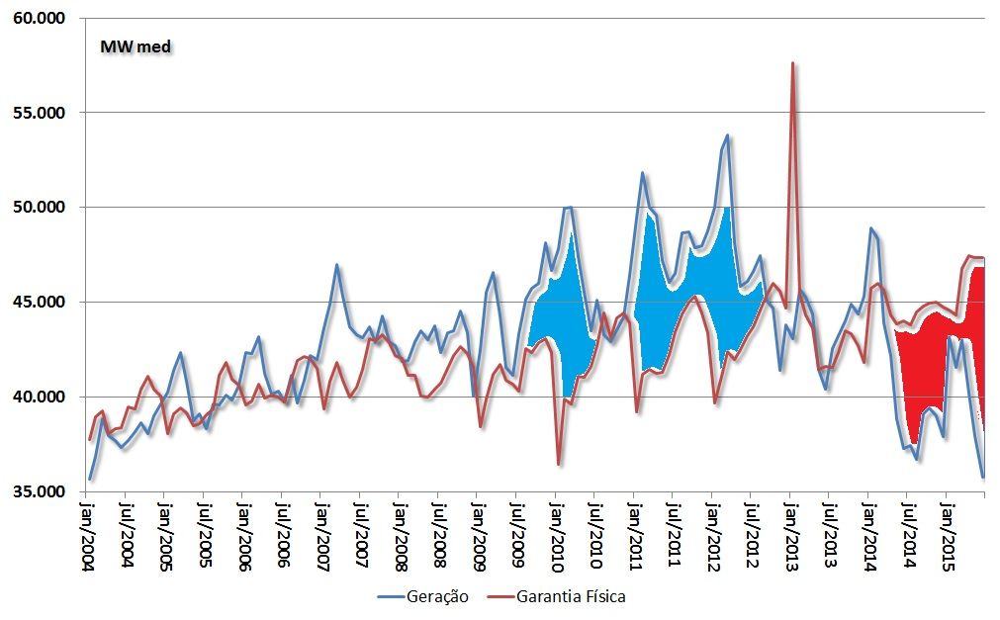 60.000
MW med
55.000
50.000
45.000
40.000
35.000
jan/2004
jul/2004
jan/2005
jul/2005
jan/2006
jul/2006
jan/2007
jul/2007
jan/2008
jul/2008
jan/2009
jul/2009
jan/2010
jul/2010
jan/2011
jul/2011
jan/2012
jul/2012
jan/2013
jul/2013
jan/2014
jul/2014
jan/2015
Geração
Garantia Física